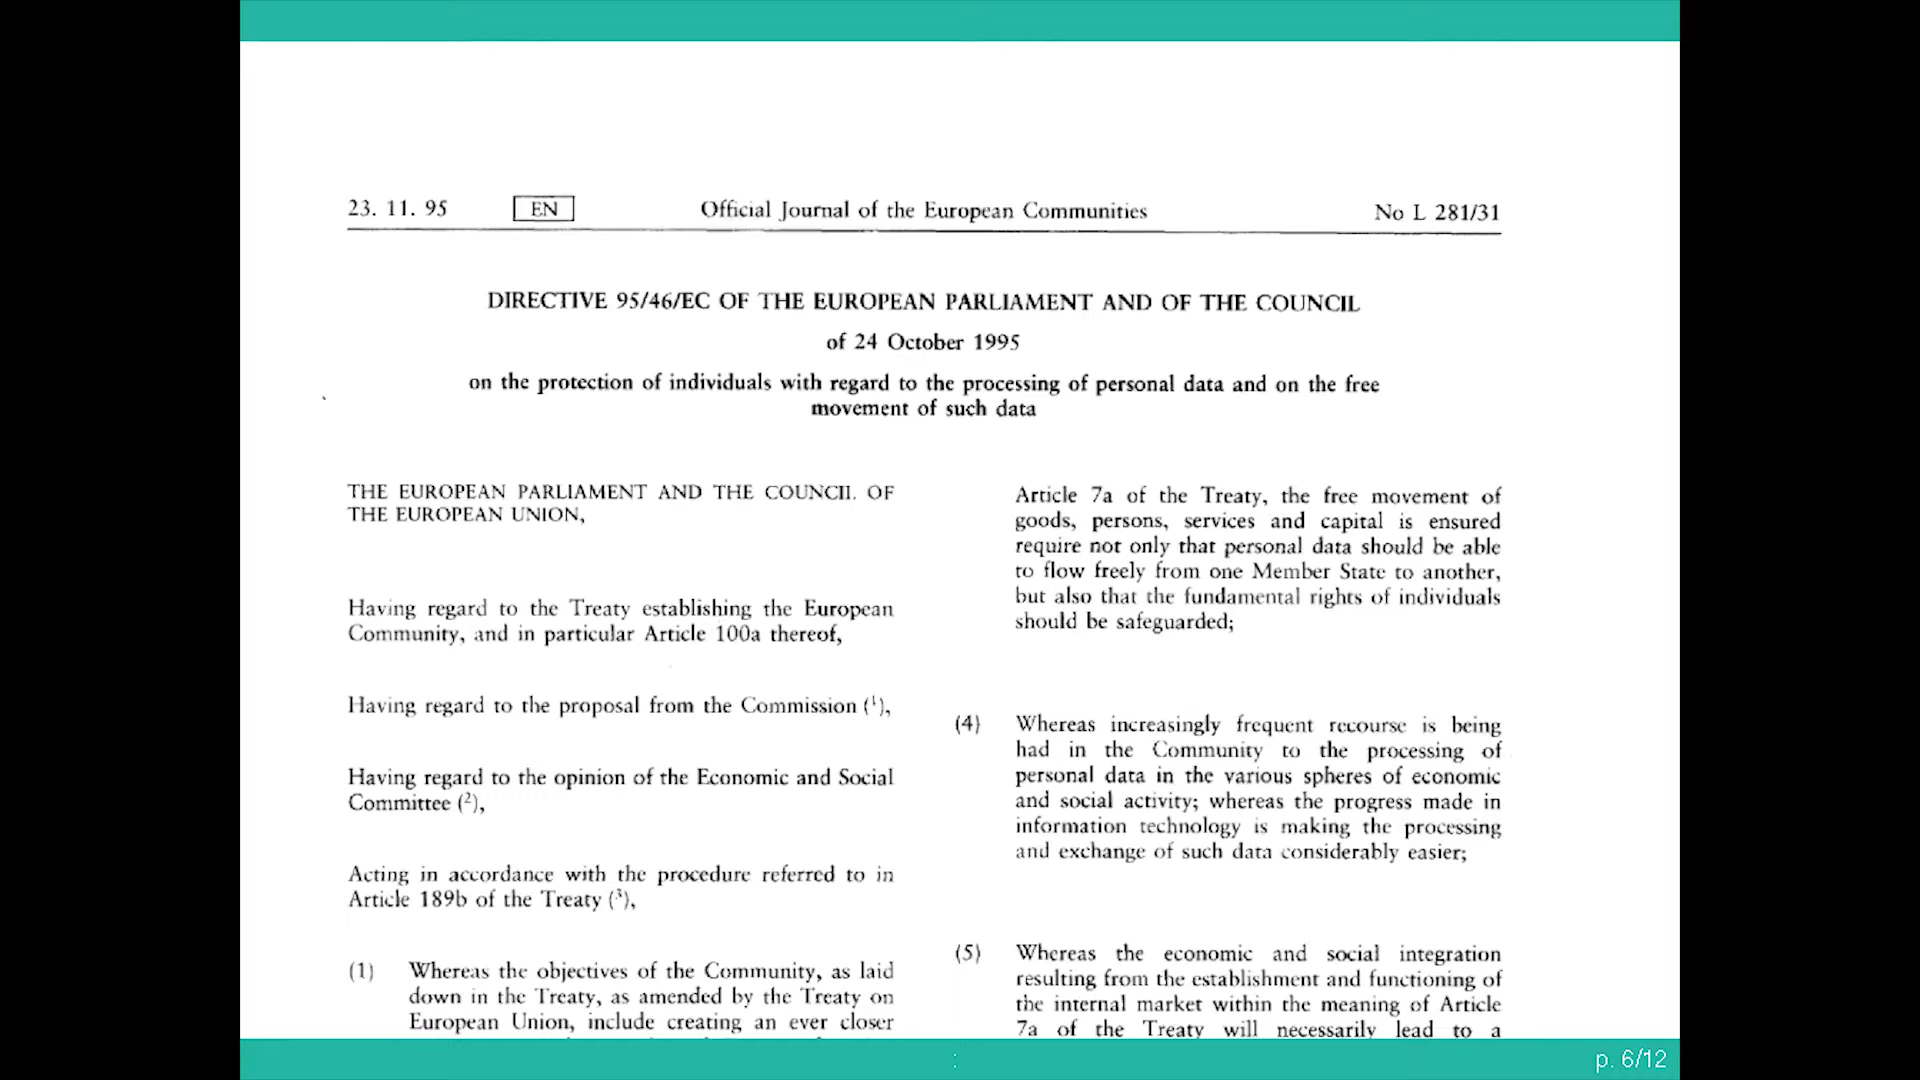 23. 11. 95 EN Official Journal of the European Communities No L 281/31
DIRECTIVE 95/46/EC OF THE EUROPEAN PARLIAMENT AND OF THE COUNCIL
of 24 October 1995
on the protection of individuals with regard to the processing of personal data and on the free
movement of such data
THE EUROPEAN PARLIAMENT AND THE COUNCIL OF
THE EUROPEAN UNION,
Having regard to the Treaty establishing the European
Community, and in particular Article 100a thereof,
Having regard to the proposal from the Commission (¹),
Having regard to the opinion of the Economic and Social
Committee (²),
Acting in accordance with the procedure referred to in
Article 189b of the Treaty (³),
(1) Whereas the objectives of the Community, as laid
down in the Treaty, as amended by the Treaty on
European Union, include creating an ever closer
Article 7a of the Treaty, the free movement of
goods, persons, services and capital is ensured
require not only that personal data should be able
to flow freely from one Member State to another,
but also that the fundamental rights of individuals
should be safeguarded;
(4) Whereas increasingly frequent recourse is being
had in the Community to the processing of
personal data in the various spheres of economic
and social activity; whereas the progress made in
information technology is making the processing
and exchange of such data considerably easier;
(5) Whereas the economic and social integration
resulting from the establishment and functioning of
the internal market within the meaning of Article
7a of the Treaty will necessarily lead to a
:
p. 6/12